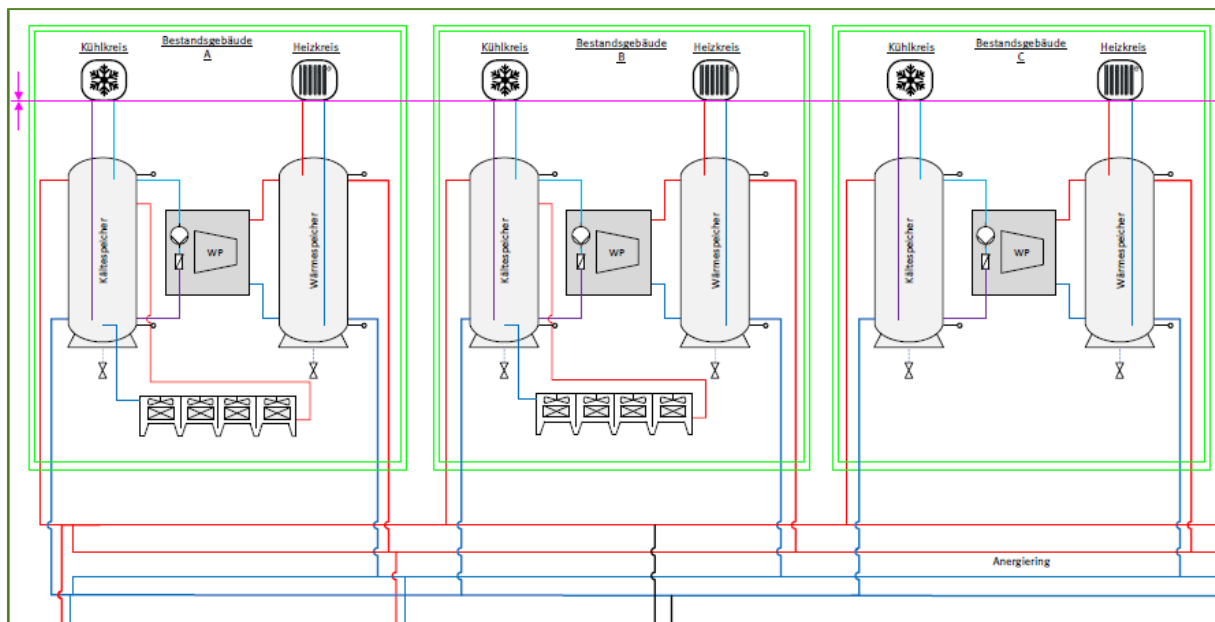 Kühlkreis
Bestandsgebäude
A
Heizkreis
Kältespeicher
WP
Wärmespeicher
Kühlkreis
Bestandsgebäude
B
Heizkreis
Kältespeicher
WP
Wärmespeicher
Kühlkreis
Bestandsgebäude
C
Heizkreis
Kältespeicher
WP
Wärmespeicher
Anergiering